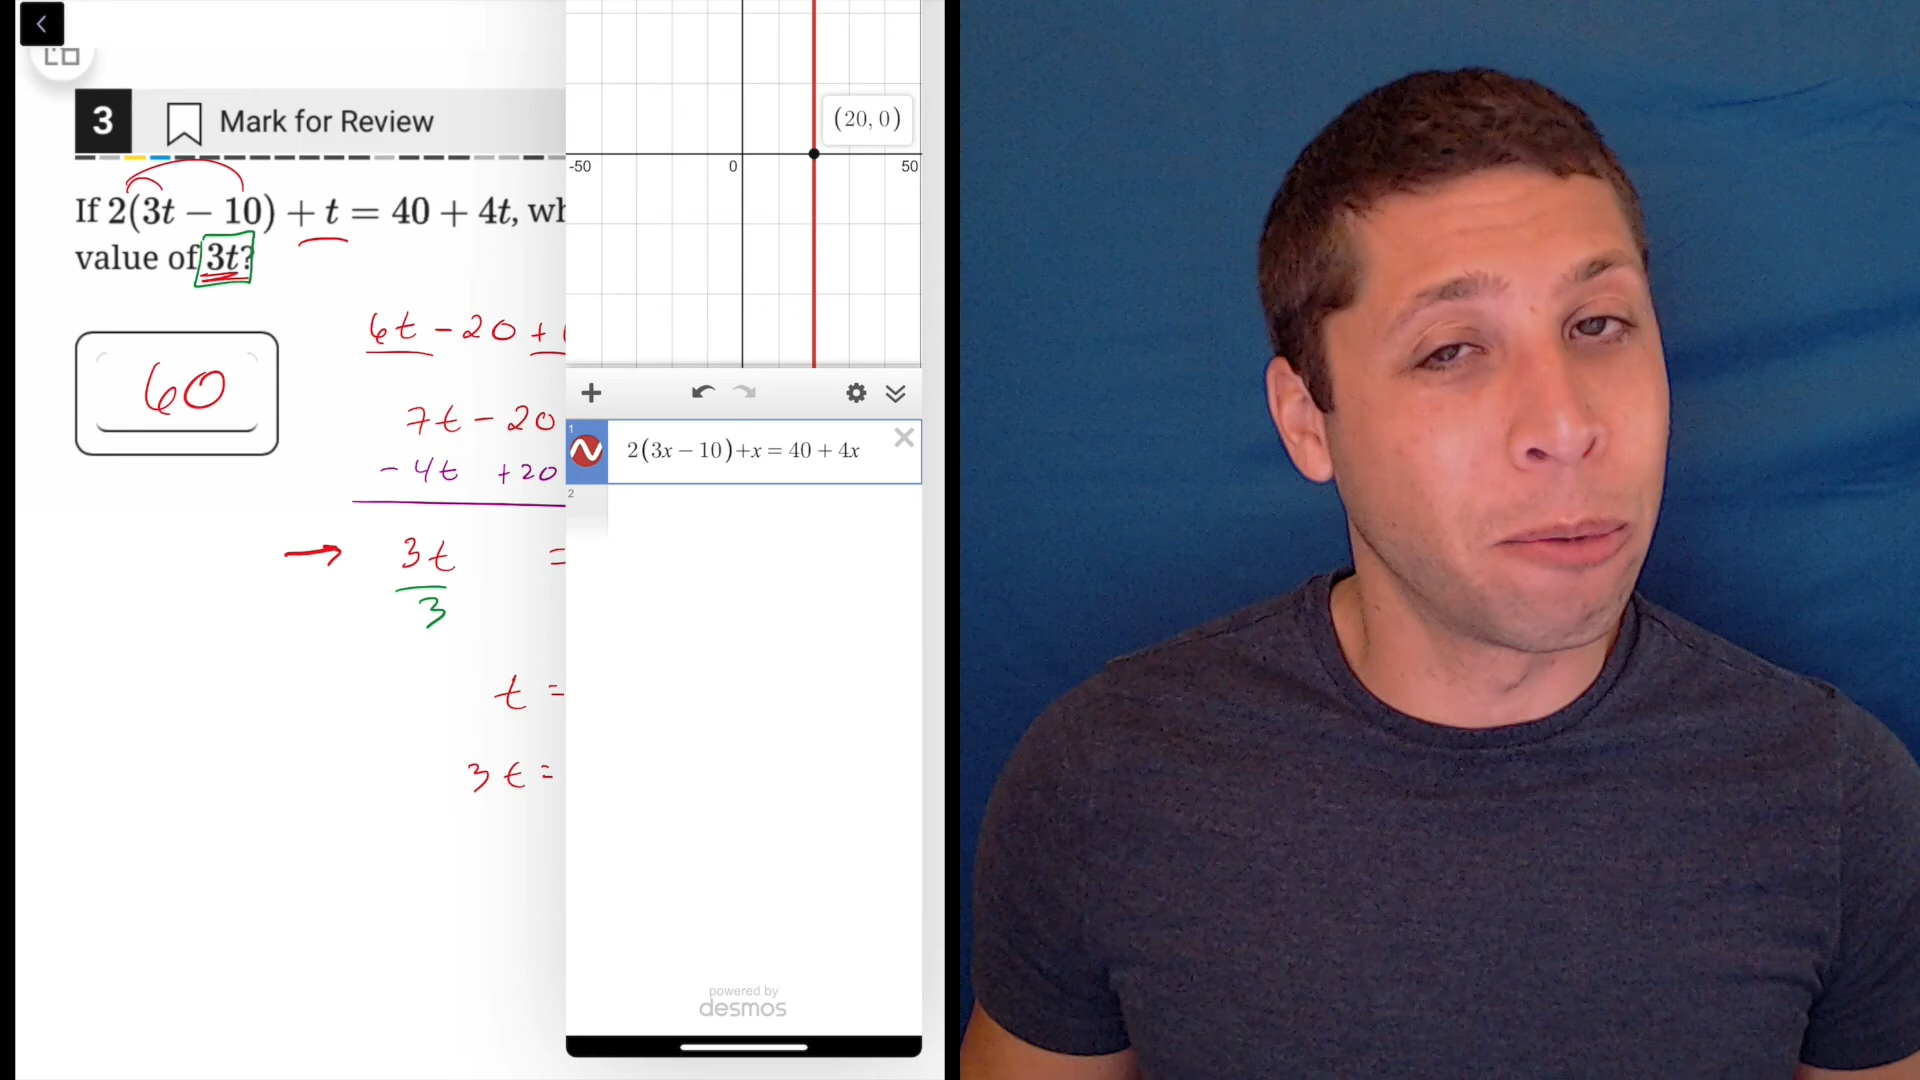 3 Mark for Review
If 2(3t − 10) + t = 40 + 4t, wh
value of 3t?
60
6t − 20 +
7t − 20
− 4t + 20
3t =
3
t =
3t =
(20, 0)
-50 0 50
1
2(3x − 10)+x = 40 + 4x
2
powered by
desmos